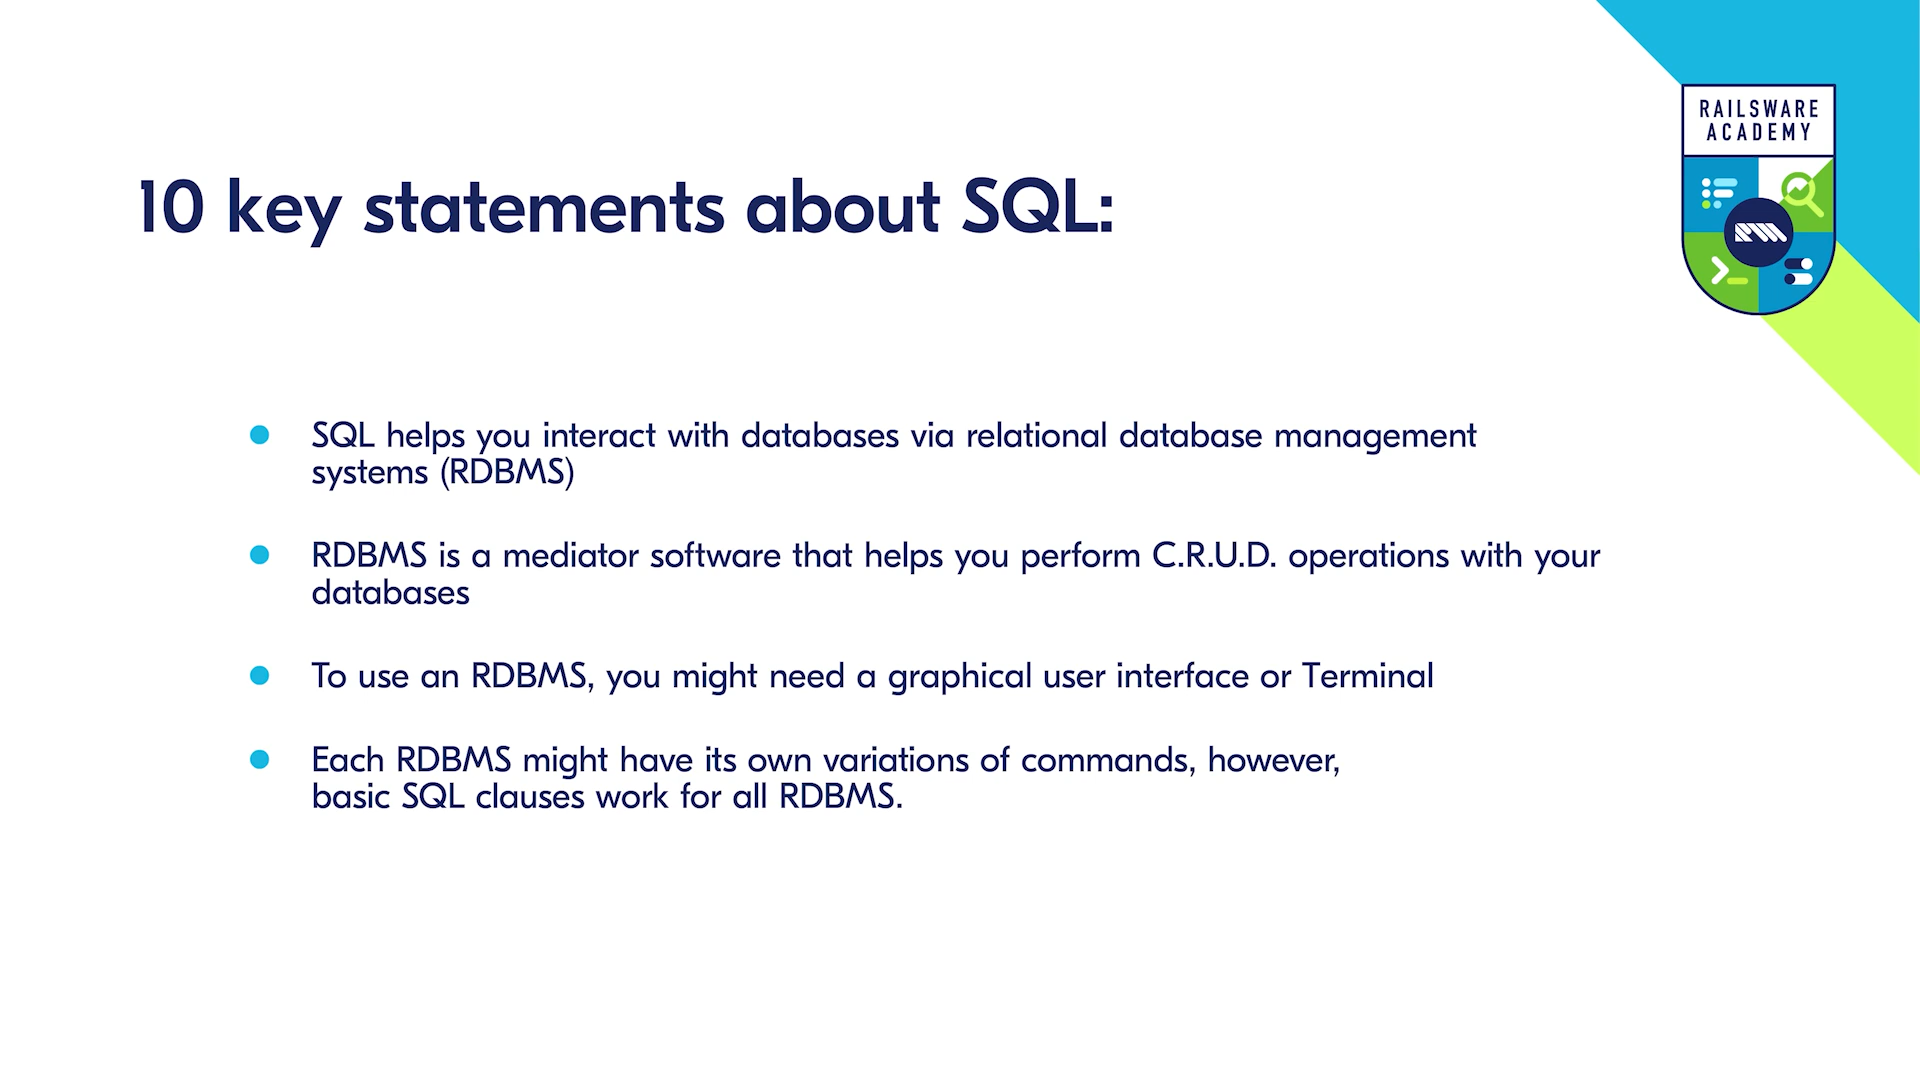 RAILSWARE
ACADEMY
10 key statements about SQL:
SQL helps you interact with databases via relational database management
systems (RDBMS)
RDBMS is a mediator software that helps you perform C.R.U.D. operations with your
databases
To use an RDBMS, you might need a graphical user interface or Terminal
Each RDBMS might have its own variations of commands, however,
basic SQL clauses work for all RDBMS.